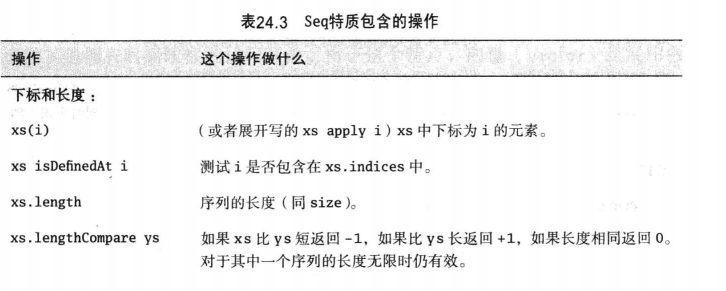 表24.3 Seq特质包含的操作
操作 这个操作做什么
下标和长度：
xs(i) （或者展开写的 xs apply i）xs 中下标为 i 的元素。
xs isDefinedAt i 测试 i 是否包含在 xs.indices 中。
xs.length 序列的长度（同 size）。
xs.lengthCompare ys 如果 xs 比 ys 短返回 -1，如果比 ys 长返回 +1，如果长度相同返回 0。
对于其中一个序列的长度无限时仍有效。